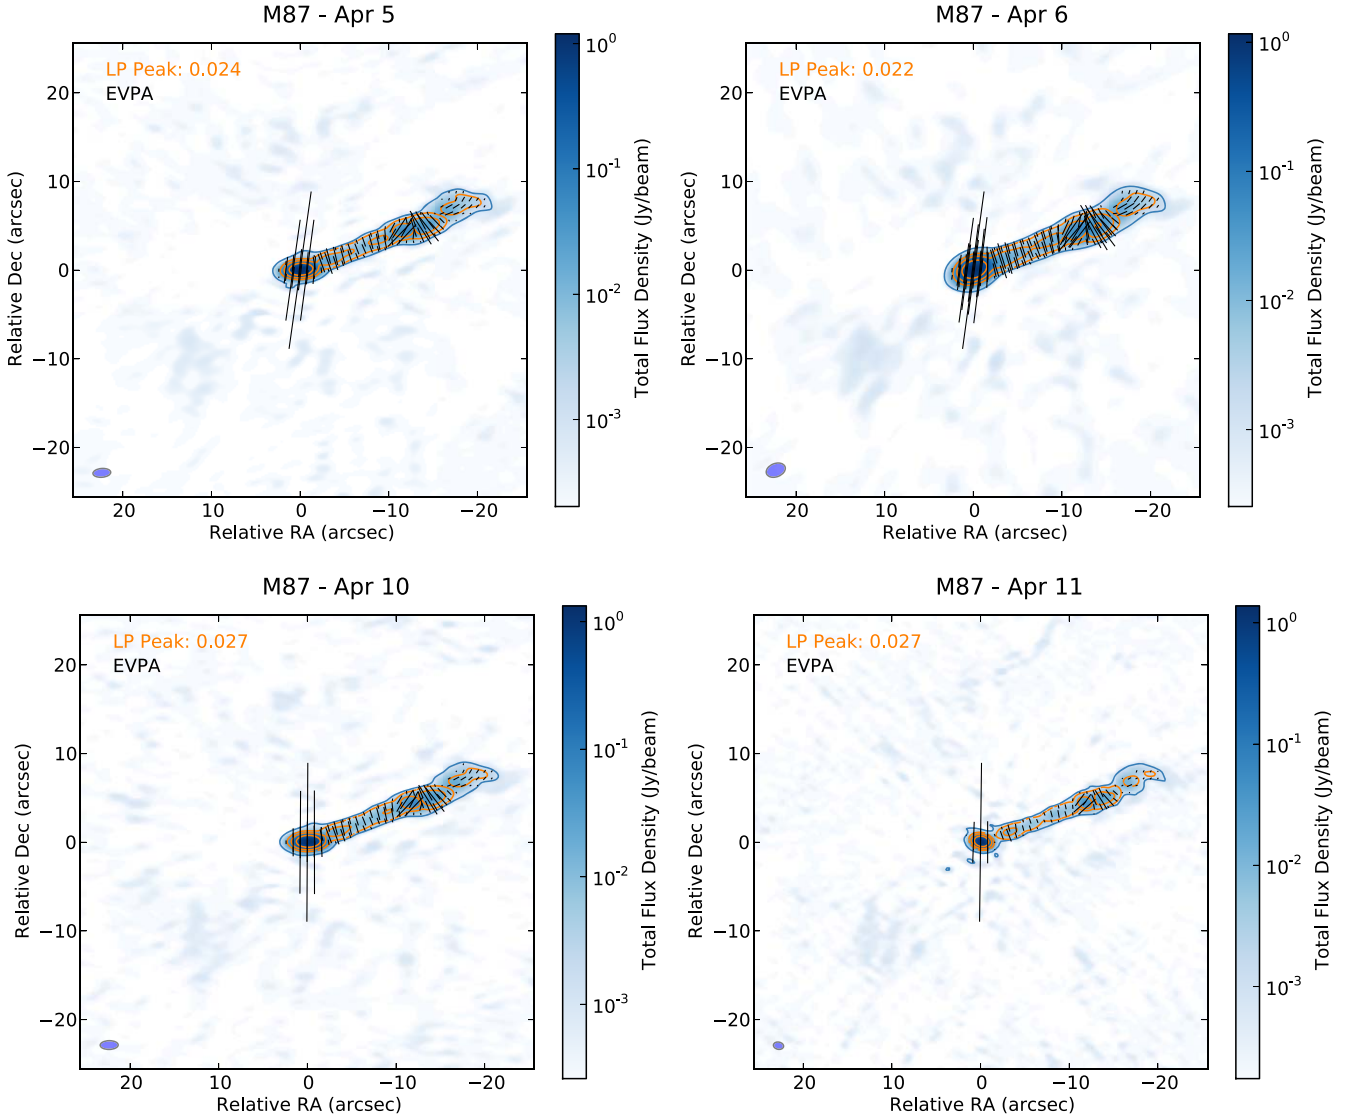 M87 - Apr 5
LP Peak: 0.024
EVPA
20
10
0
−10
−20
Relative Dec (arcsec)
20
10
0
−10
−20
Relative RA (arcsec)
10^0
10^-1
10^-2
10^-3
Total Flux Density (Jy/beam)
M87 - Apr 6
LP Peak: 0.022
EVPA
20
10
0
−10
−20
Relative Dec (arcsec)
20
10
0
−10
−20
Relative RA (arcsec)
10^0
10^-1
10^-2
10^-3
Total Flux Density (Jy/beam)
M87 - Apr 10
LP Peak: 0.027
EVPA
20
10
0
−10
−20
Relative Dec (arcsec)
20
10
0
−10
−20
Relative RA (arcsec)
10^0
10^-1
10^-2
10^-3
Total Flux Density (Jy/beam)
M87 - Apr 11
LP Peak: 0.027
EVPA
20
10
0
−10
−20
Relative Dec (arcsec)
20
10
0
−10
−20
Relative RA (arcsec)
10^0
10^-1
10^-2
10^-3
Total Flux Density (Jy/beam)